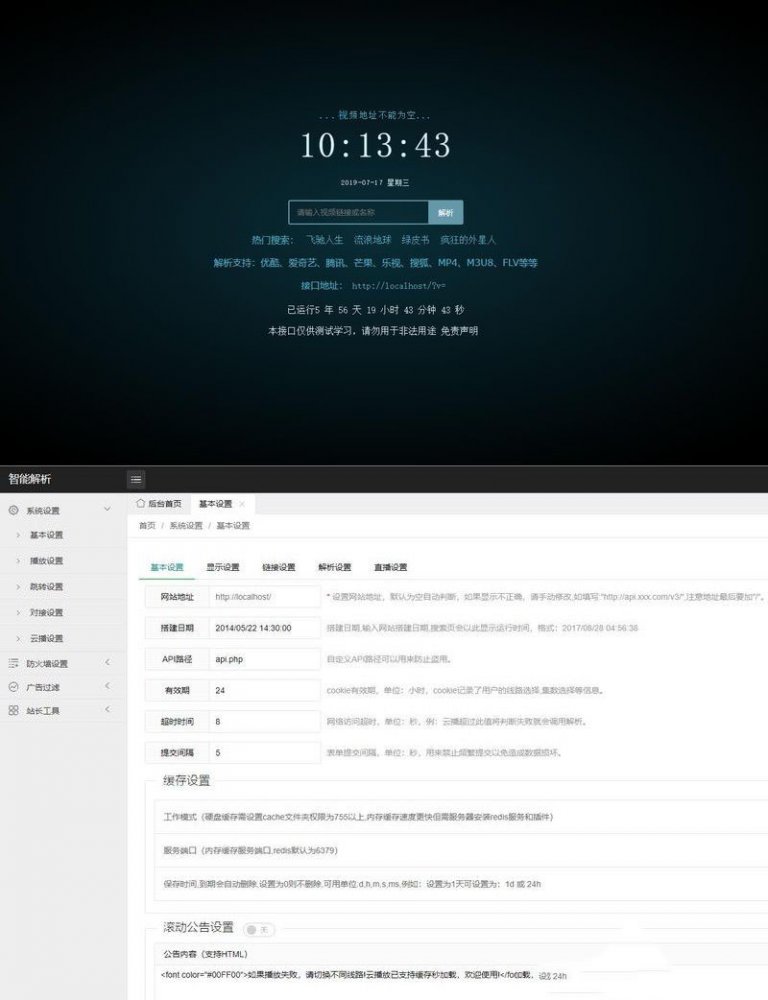 ...视频地址不能为空...
10:13:43
2019-07-17 星期三
请输入视频链接或名称 解析
热门搜索: 飞驰人生 流浪地球 绿皮书 疯狂的外星人
解析支持:优酷、爱奇艺、腾讯、芒果、乐视、搜狐、MP4、M3U8、FLV等等
接口地址: http://localhost/?v=
已运行5 年 56 天 19 小时 43 分钟 43 秒
本接口仅供测试学习,请勿用于非法用途 免责声明
智能解析
后台首页 基本设置 ×
首页 / 系统设置 / 基本设置
系统设置
基本设置
播放设置
跳转设置
对接设置
云播设置
防火墙设置
广告过滤
站长工具
基本设置 显示设置 链接设置 解析设置 直播设置
网站地址 http://localhost/ * 设置网站地址，默认为空自动判断，如果显示不正确，请手动修改,如填写:"http://api.xxx.com/v3/",注意地址最后要加"/"。
搭建日期 2014/05/22 14:30:00 搭建日期,输入网站搭建日期,搜索页会以此显示运行时间，格式：2017/08/28 04:56:38
API路径 api.php 自定义API路径可以用来防止盗用。
有效期 24 cookie有效期，单位：小时，cookie记录了用户的线路选择,集数选择等信息。
超时时间 8 网络访问超时，单位：秒，例：云播超过此值将判断失败就会调用解析。
提交间隔 5 表单提交间隔，单位：秒，用来禁止频繁提交以免造成数据损坏。
缓存设置
工作模式（硬盘缓存需设置cache文件夹权限为755以上,内存缓存速度更快但需服务器安装redis服务和插件）
服务端口（内存缓存服务端口,redis默认为6379）
保存时间,到期会自动删除.设置为0则不删除,可用单位.d,h,m,s,ms,例如：设置为1天可设置为：1d 或 24h
滚动公告设置 无
公告内容（支持HTML）
<font color="#00FF00">如果播放失败，请切换不同线路!云播放已支持缓存秒加载，欢迎使用!</fo加载，设 24h